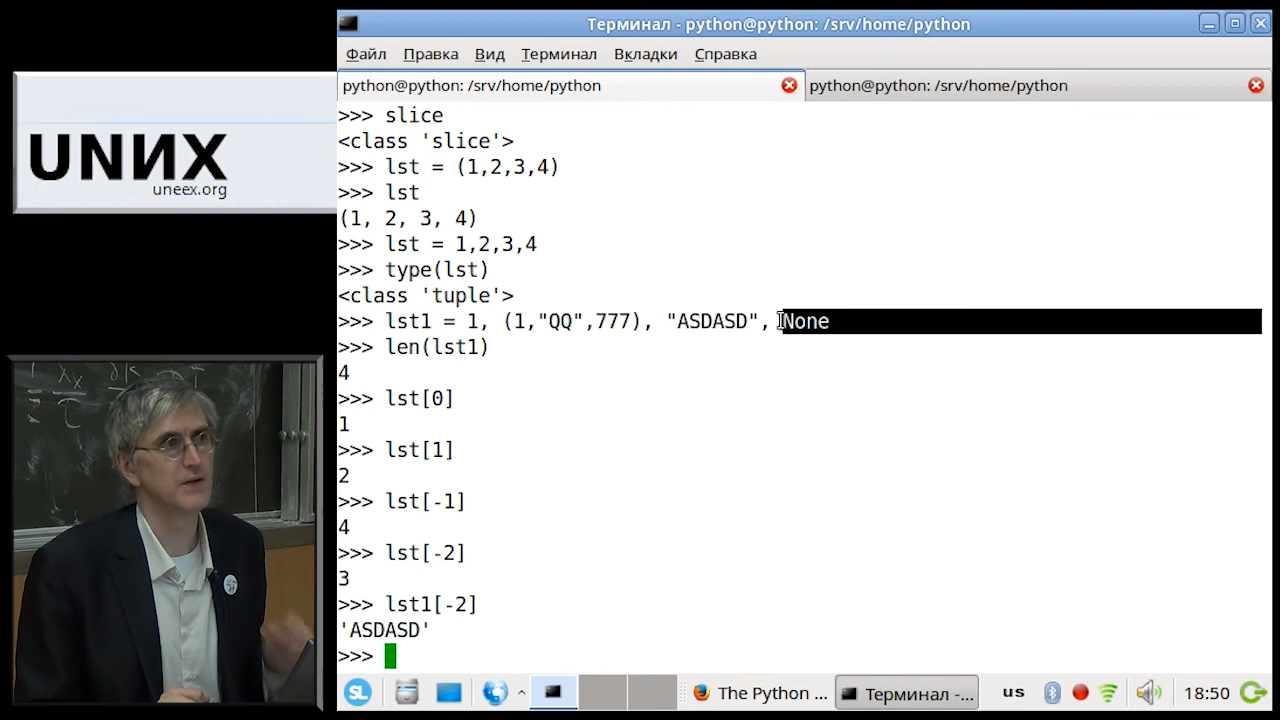 Терминал - python@python: /srv/home/python
Файл Правка Вид Терминал Вкладки Справка
python@python: /srv/home/python
python@python: /srv/home/python
UNИX
uneex.org
>>> slice
<class 'slice'>
>>> lst = (1,2,3,4)
>>> lst
(1, 2, 3, 4)
>>> lst = 1,2,3,4
>>> type(lst)
<class 'tuple'>
>>> lst1 = 1, (1,"QQ",777), "ASDASD", None
>>> len(lst1)
4
>>> lst[0]
1
>>> lst[1]
2
>>> lst[-1]
4
>>> lst[-2]
3
>>> lst1[-2]
'ASDASD'
>>>
SL
The Python ...
Терминал -...
us
18:50